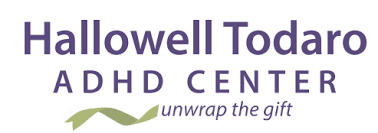 Hallowell Todaro
ADHD CENTER
unwrap the gift